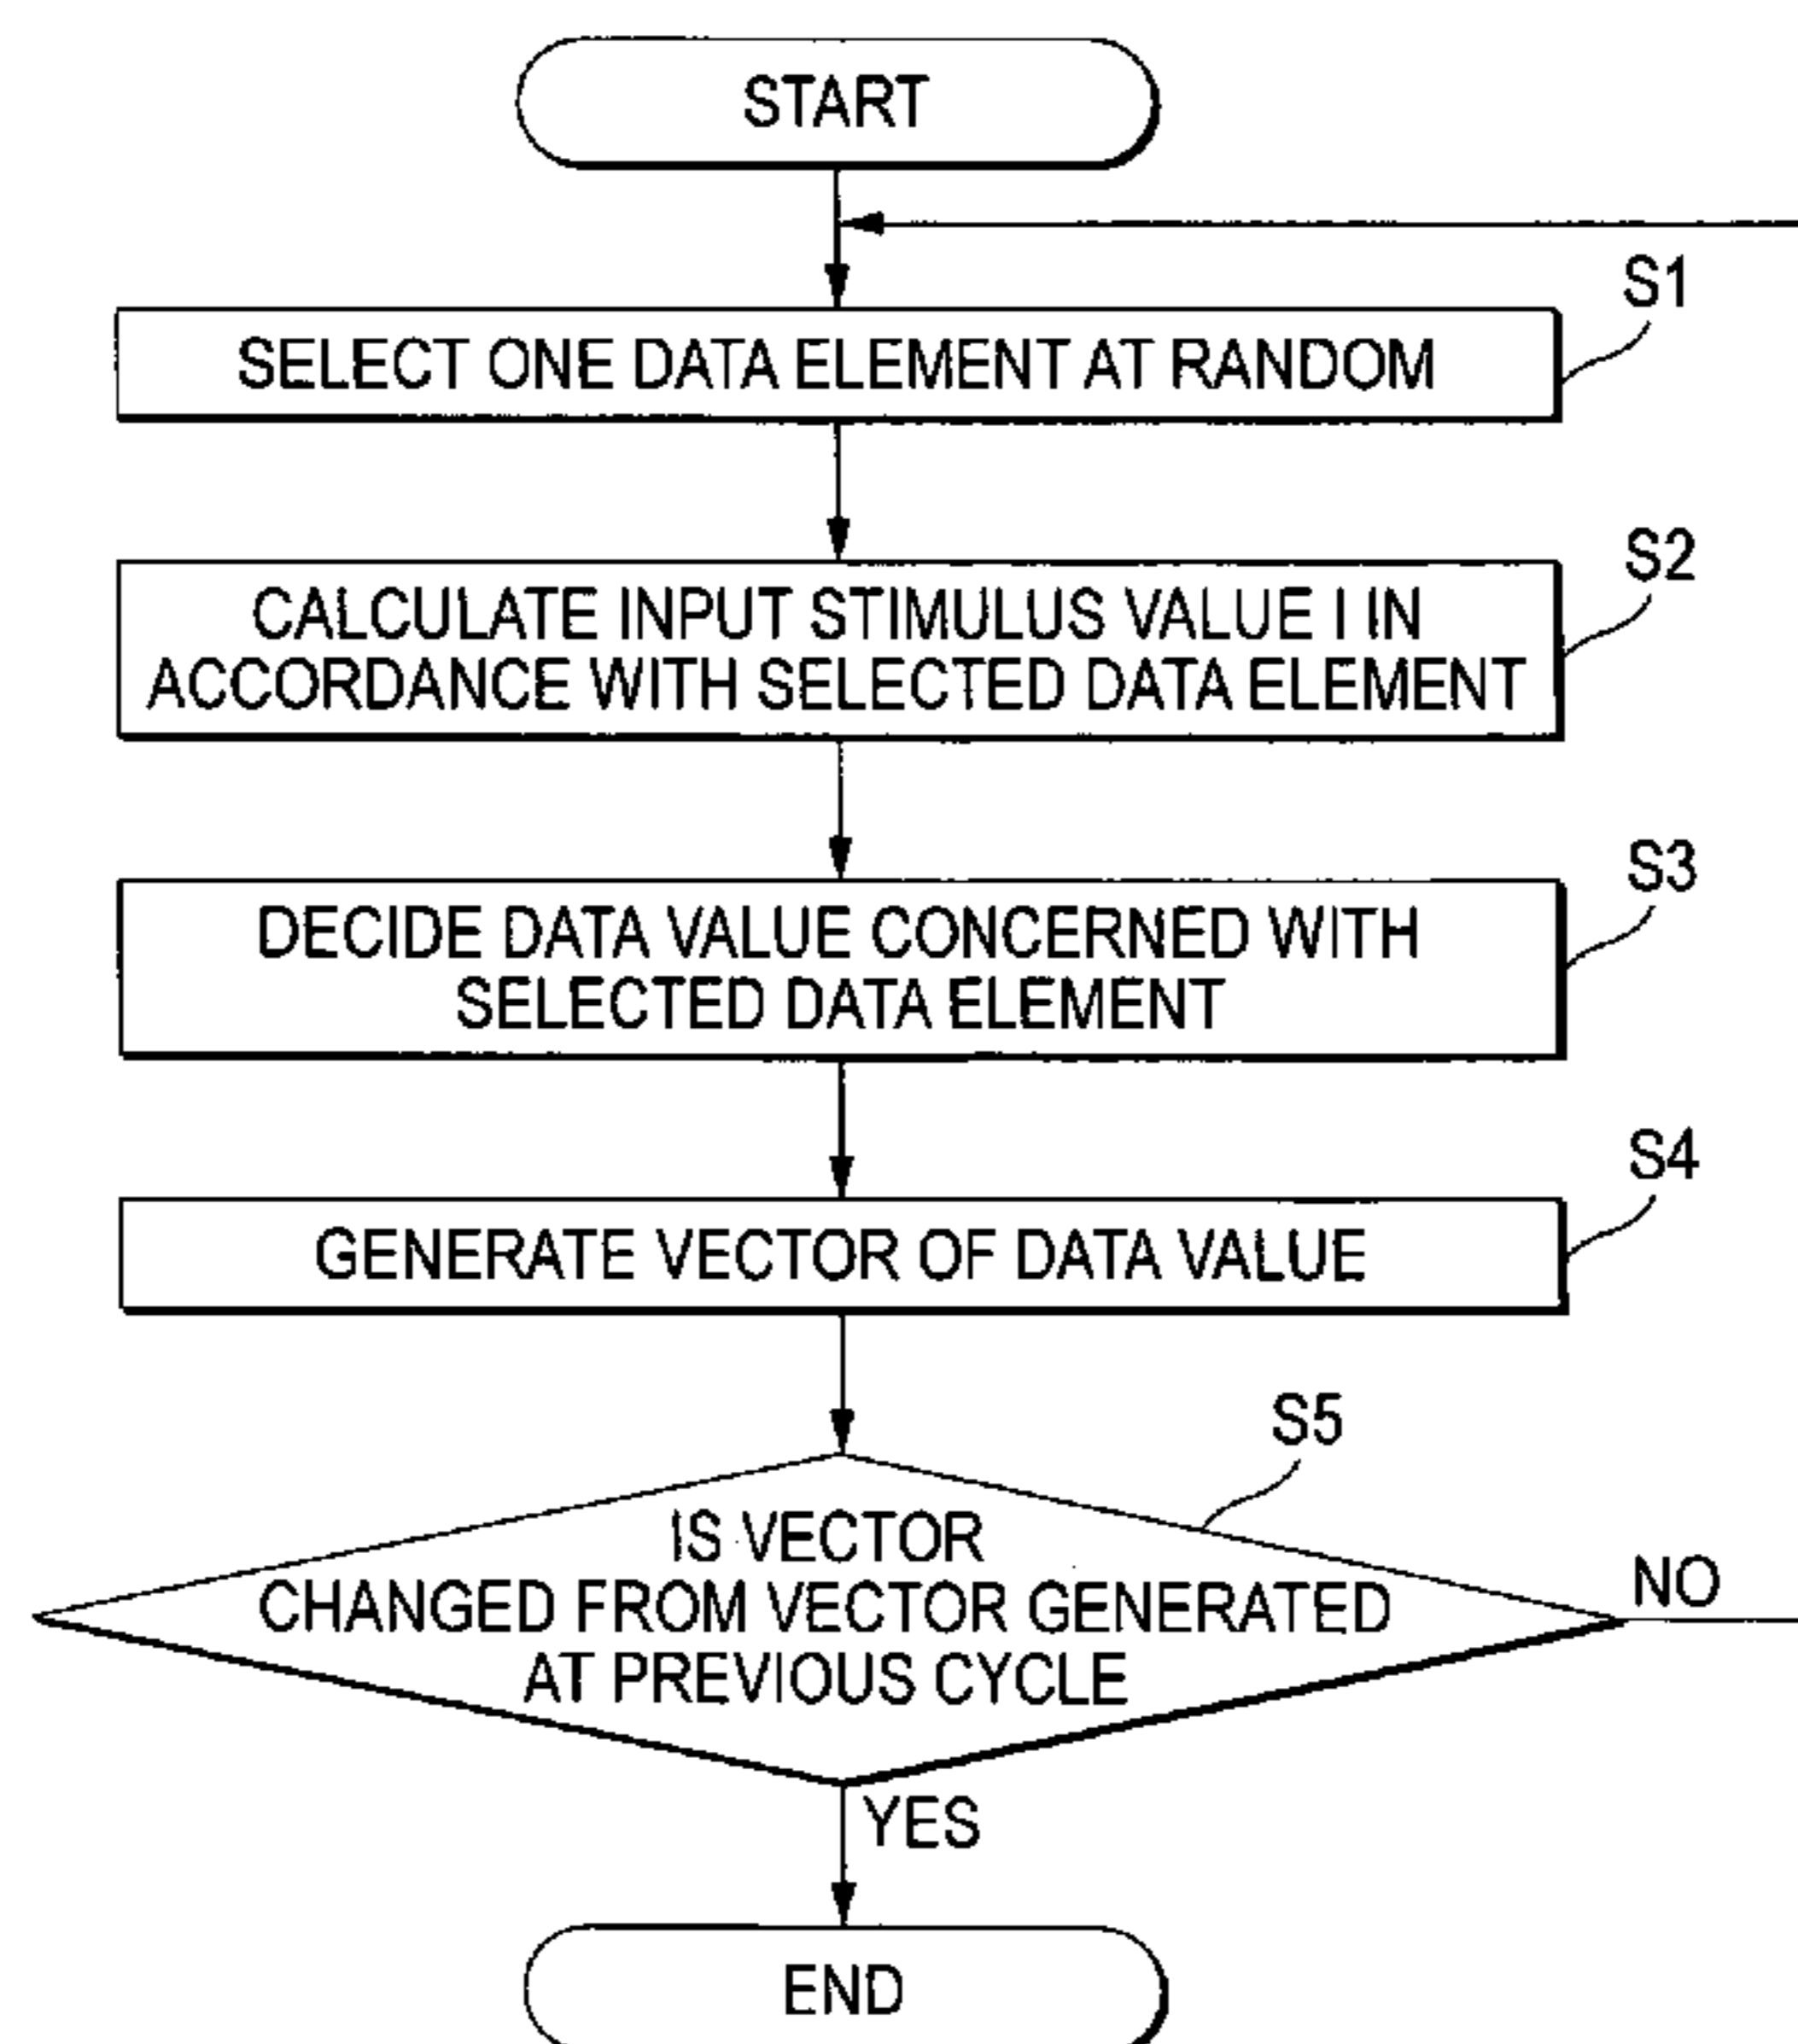 START
S1
SELECT ONE DATA ELEMENT AT RANDOM
S2
CALCULATE INPUT STIMULUS VALUE I IN
ACCORDANCE WITH SELECTED DATA ELEMENT
S3
DECIDE DATA VALUE CONCERNED WITH
SELECTED DATA ELEMENT
S4
GENERATE VECTOR OF DATA VALUE
S5
IS VECTOR
CHANGED FROM VECTOR GENERATED
AT PREVIOUS CYCLE
NO
YES
END